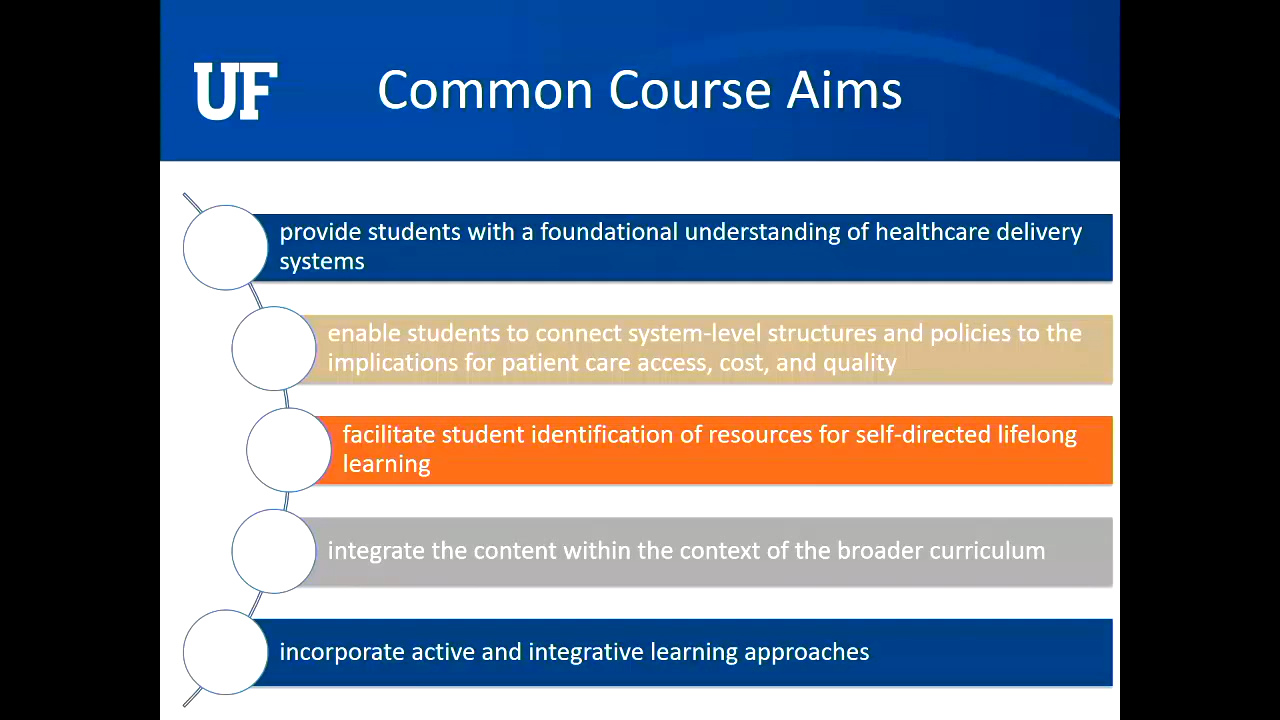 UF
Common Course Aims
provide students with a foundational understanding of healthcare delivery
systems
enable students to connect system-level structures and policies to the
implications for patient care access, cost, and quality
facilitate student identification of resources for self-directed lifelong
learning
integrate the content within the context of the broader curriculum
incorporate active and integrative learning approaches